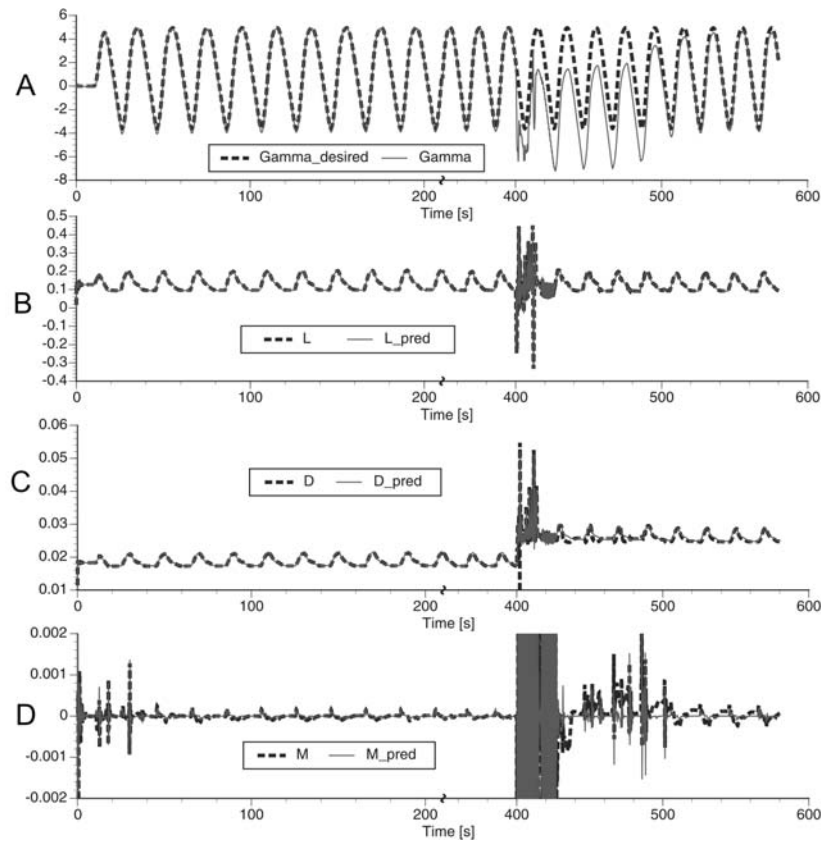 A
6
4
2
0
-2
-4
-6
-8
Gamma_desired Gamma
0 100 200 400 500 600
Time [s] Time [s]
B
0.5
0.4
0.3
0.2
0.1
0
-0.1
-0.2
-0.3
-0.4
L L_pred
0 100 200 400 500 600
Time [s] Time [s]
C
0.06
0.05
0.04
0.03
0.02
0.01
D D_pred
0 100 200 400 500 600
Time [s] Time [s]
D
0.002
0.001
0
-0.001
-0.002
M M_pred
0 100 200 400 500 600
Time [s] Time [s]